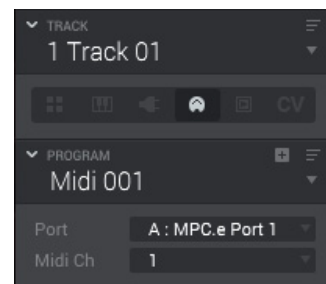 TRACK
1 Track 01
CV
PROGRAM
Midi 001
Port A : MPC.e Port 1
Midi Ch 1